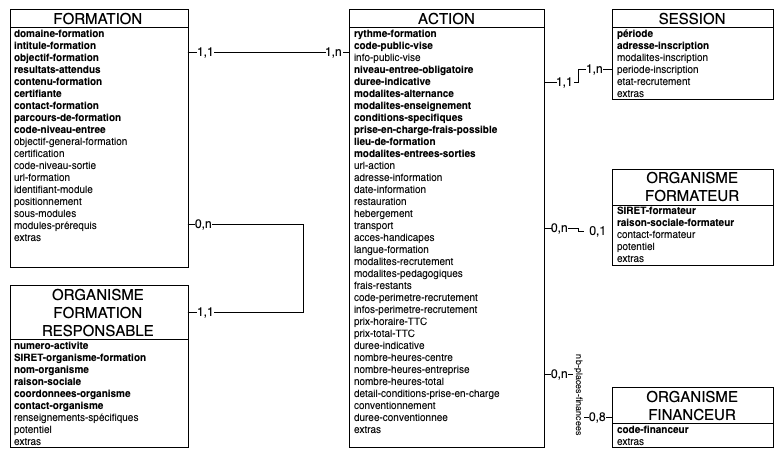 FORMATION
domaine-formation
intitule-formation
objectif-formation
resultats-attendus
contenu-formation
certifiante
contact-formation
parcours-de-formation
code-niveau-entree
objectif-general-formation
certification
code-niveau-sortie
url-formation
identifiant-module
positionnement
sous-modules
modules-prérequis
extras
1,1
1,n
0,n
1,1
ORGANISME
FORMATION
RESPONSABLE
numero-activite
SIRET-organisme-formation
nom-organisme
raison-sociale
coordonnees-organisme
contact-organisme
renseignements-spécifiques
potentiel
extras
ACTION
rythme-formation
code-public-vise
info-public-vise
niveau-entree-obligatoire
duree-indicative
modalites-alternance
modalites-enseignement
conditions-specifiques
prise-en-charge-frais-possible
lieu-de-formation
modalites-entrees-sorties
url-action
adresse-information
date-information
restauration
hebergement
transport
acces-handicapes
langue-formation
modalites-recrutement
modalites-pedagogiques
frais-restants
code-perimetre-recrutement
infos-perimetre-recrutement
prix-horaire-TTC
prix-total-TTC
duree-indicative
nombre-heures-centre
nombre-heures-entreprise
nombre-heures-total
detail-conditions-prise-en-charge
conventionnement
duree-conventionnee
extras
1,1
1,n
0,n
0,1
0,n
nb-places-financees
0,8
SESSION
période
adresse-inscription
modalites-inscription
periode-inscription
etat-recrutement
extras
ORGANISME
FORMATEUR
SIRET-formateur
raison-sociale-formateur
contact-formateur
potentiel
extras
ORGANISME
FINANCEUR
code-financeur
extras